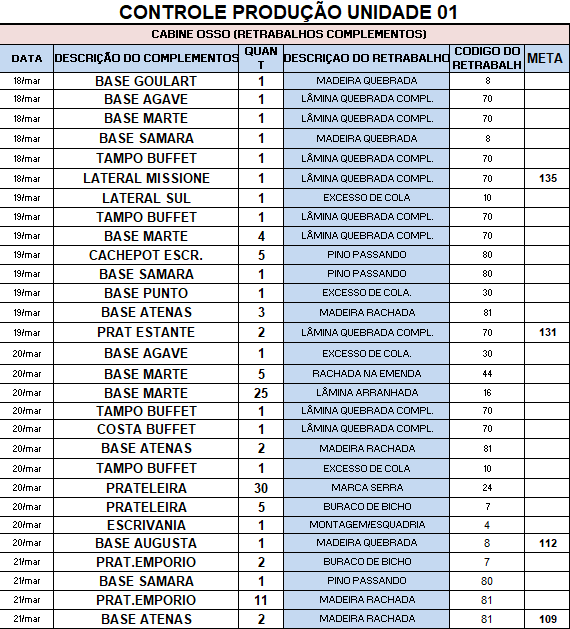 CONTROLE PRODUÇÃO UNIDADE 01
CABINE OSSO (RETRABALHOS COMPLEMENTOS)
DATA DESCRIÇÃO DO COMPLEMENTOS QUANT DESCRIÇAO DO RETRABALHO CODIGO DO RETRABALH META
18/mar BASE GOULART 1 MADEIRA QUEBRADA 8
18/mar BASE AGAVE 1 LÂMINA QUEBRADA COMPL. 70
18/mar BASE MARTE 1 LÂMINA QUEBRADA COMPL. 70
18/mar BASE SAMARA 1 MADEIRA QUEBRADA 8
18/mar TAMPO BUFFET 1 LÂMINA QUEBRADA COMPL. 70
18/mar LATERAL MISSIONE 1 LÂMINA QUEBRADA COMPL. 70 135
19/mar LATERAL SUL 1 EXCESSO DE COLA 10
19/mar TAMPO BUFFET 1 LÂMINA QUEBRADA COMPL. 70
19/mar BASE MARTE 4 LÂMINA QUEBRADA COMPL. 70
19/mar CACHEPOT ESCR. 5 PINO PASSANDO 80
19/mar BASE SAMARA 1 PINO PASSANDO 80
19/mar BASE PUNTO 1 EXCESSO DE COLA. 30
19/mar BASE ATENAS 3 MADEIRA RACHADA 81
19/mar PRAT ESTANTE 2 LÂMINA QUEBRADA COMPL. 70 131
20/mar BASE AGAVE 1 EXCESSO DE COLA. 30
20/mar BASE MARTE 5 RACHADA NA EMENDA 44
20/mar BASE MARTE 25 LÂMINA ARRANHADA 16
20/mar TAMPO BUFFET 1 LÂMINA QUEBRADA COMPL. 70
20/mar COSTA BUFFET 1 LÂMINA QUEBRADA COMPL. 70
20/mar BASE ATENAS 2 MADEIRA RACHADA 81
20/mar TAMPO BUFFET 1 EXCESSO DE COLA 10
20/mar PRATELEIRA 30 MARCA SERRA 24
20/mar PRATELEIRA 5 BURACO DE BICHO 7
20/mar ESCRIVANIA 1 MONTAGEM/ESQUADRIA 4
20/mar BASE AUGUSTA 1 MADEIRA QUEBRADA 8 112
21/mar PRAT.EMPORIO 2 BURACO DE BICHO 7
21/mar BASE SAMARA 1 PINO PASSANDO 80
21/mar PRAT.EMPORIO 11 MADEIRA RACHADA 81
21/mar BASE ATENAS 2 MADEIRA RACHADA 81 109